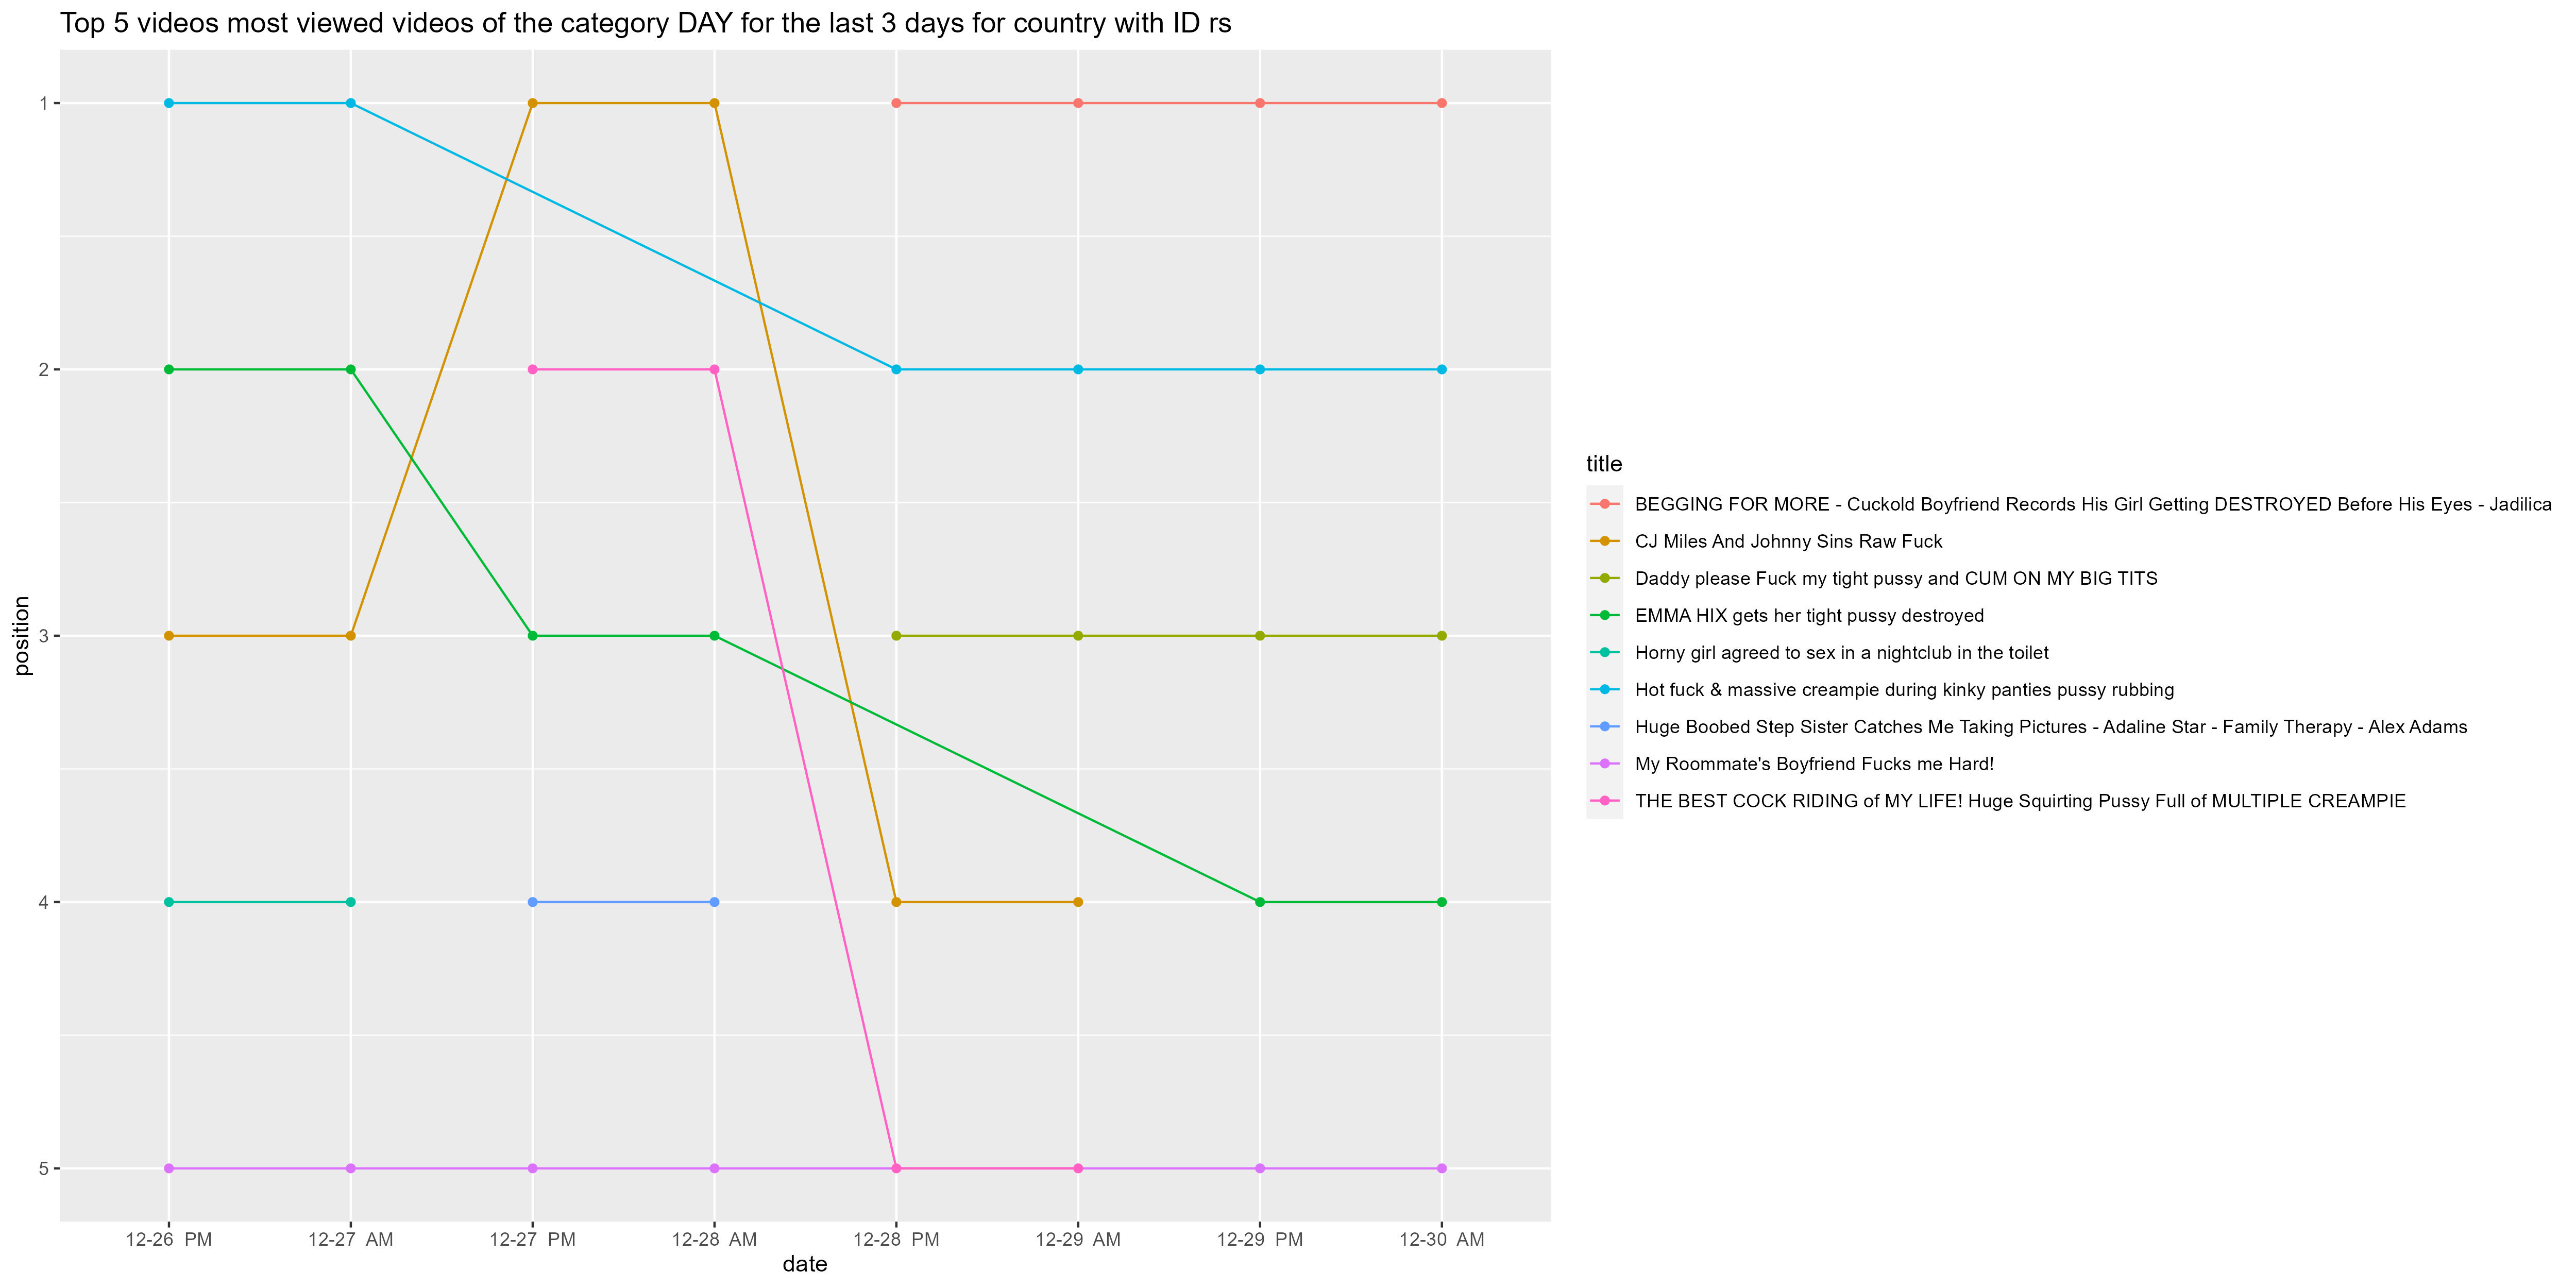 Top 5 videos most viewed videos of the category DAY for the last 3 days for country with ID rs
position
1
2
3
4
5
12-26 PM
12-27 AM
12-27 PM
12-28 AM
12-28 PM
12-29 AM
12-29 PM
12-30 AM
date
title
BEGGING FOR MORE - Cuckold Boyfriend Records His Girl Getting DESTROYED Before His Eyes - Jadilica
CJ Miles And Johnny Sins Raw Fuck
Daddy please Fuck my tight pussy and CUM ON MY BIG TITS
EMMA HIX gets her tight pussy destroyed
Horny girl agreed to sex in a nightclub in the toilet
Hot fuck & massive creampie during kinky panties pussy rubbing
Huge Boobed Step Sister Catches Me Taking Pictures - Adaline Star - Family Therapy - Alex Adams
My Roommate's Boyfriend Fucks me Hard!
THE BEST COCK RIDING of MY LIFE! Huge Squirting Pussy Full of MULTIPLE CREAMPIE